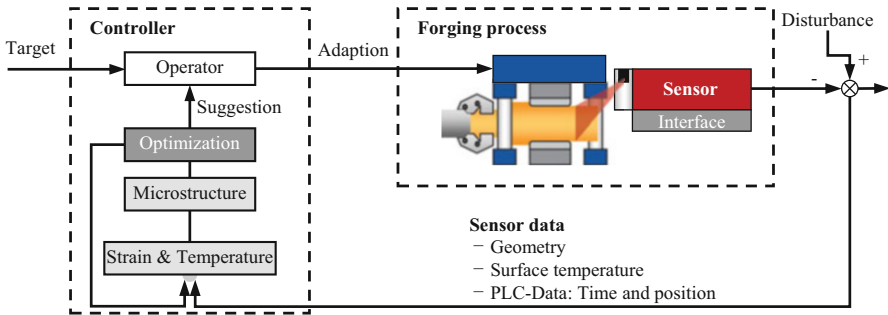 Controller
Forging process
Disturbance
Target
Operator
Adaption
+
-
Sensor
Interface
Suggestion
Optimization
Microstructure
Strain & Temperature
Sensor data
− Geometry
− Surface temperature
− PLC-Data: Time and position